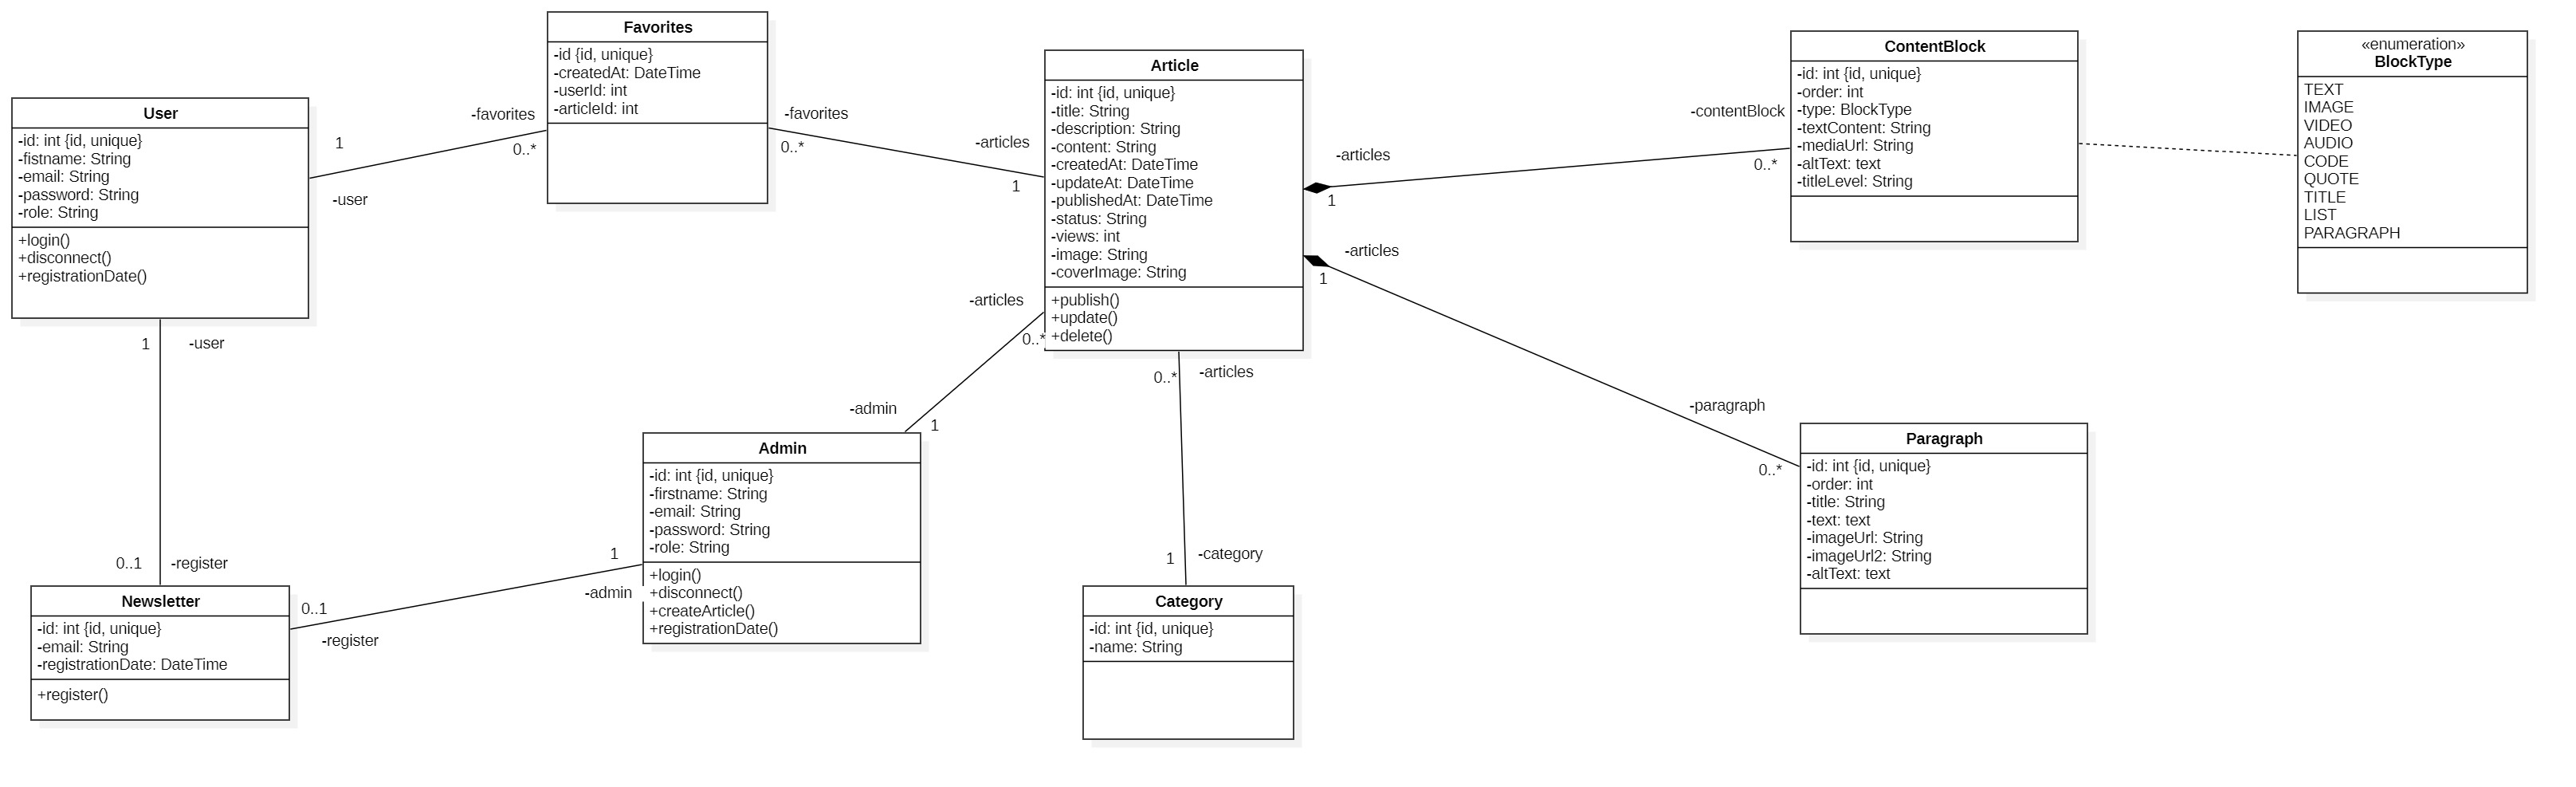 User
-id: int {id, unique}
-fistname: String
-email: String
-password: String
-role: String
+login()
+disconnect()
+registrationDate()
1
-user
-favorites
0..*
Favorites
-id {id, unique}
-createdAt: DateTime
-userId: int
-articleId: int
-favorites
0..*
-articles
1
Article
-id: int {id, unique}
-title: String
-description: String
-content: String
-createdAt: DateTime
-updateAt: DateTime
-publishedAt: DateTime
-status: String
-views: int
-image: String
-coverImage: String
+publish()
+update()
+delete()
-articles
1
-contentBlock
0..*
ContentBlock
-id: int {id, unique}
-order: int
-type: BlockType
-textContent: String
-mediaUrl: String
-altText: text
-titleLevel: String
«enumeration»
BlockType
TEXT
IMAGE
VIDEO
AUDIO
CODE
QUOTE
TITLE
LIST
PARAGRAPH
-articles
1
-paragraph
0..*
Paragraph
-id: int {id, unique}
-order: int
-title: String
-text: text
-imageUrl: String
-imageUrl2: String
-altText: text
-articles
0..*
-admin
1
Admin
-id: int {id, unique}
-firstname: String
-email: String
-password: String
-role: String
+login()
+disconnect()
+createArticle()
+registrationDate()
0..*
-articles
1
-category
Category
-id: int {id, unique}
-name: String
1
-user
0..1
-register
Newsletter
-id: int {id, unique}
-email: String
-registrationDate: DateTime
+register()
0..1
-register
1
-admin